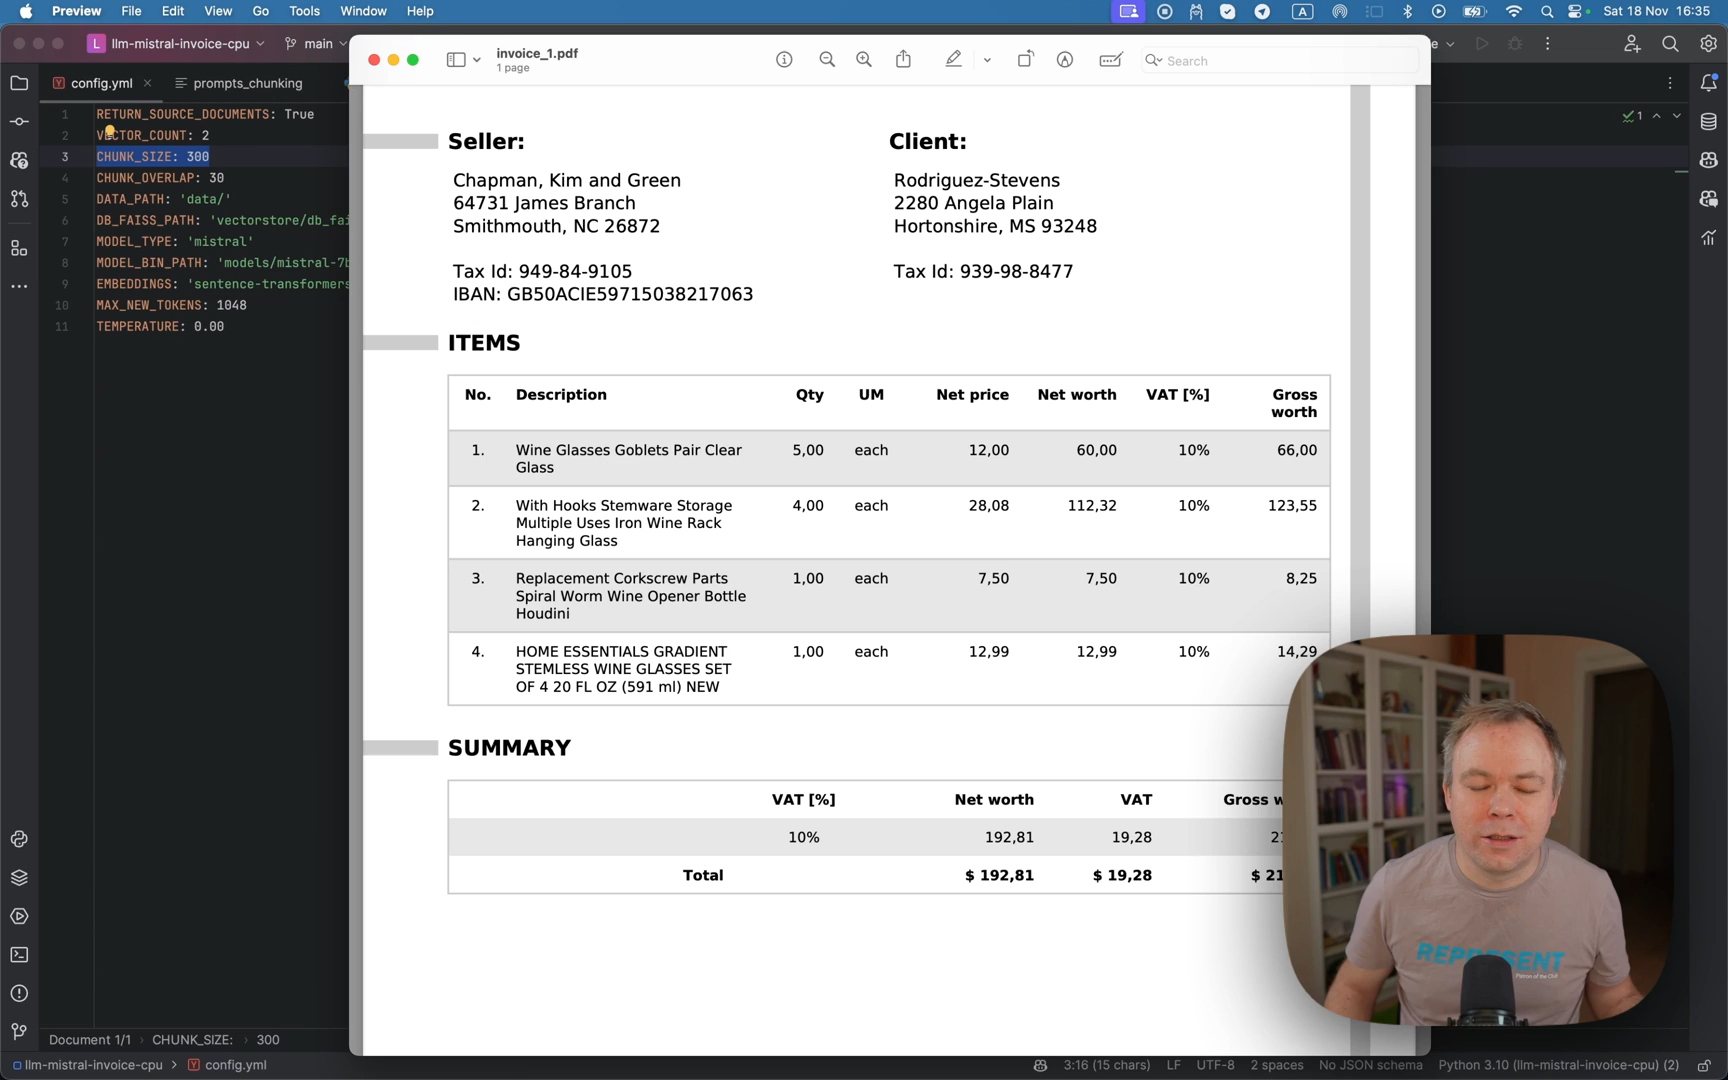 Preview File Edit View Go Tools Window Help
A
Sat 18 Nov 16:35
L llm-mistral-invoice-cpu main
config.yml prompts_chunking
1 RETURN_SOURCE_DOCUMENTS: True
2 VECTOR_COUNT: 2
3 CHUNK_SIZE: 300
4 CHUNK_OVERLAP: 30
5 DATA_PATH: 'data/'
6 DB_FAISS_PATH: 'vectorstore/db_fai
7 MODEL_TYPE: 'mistral'
8 MODEL_BIN_PATH: 'models/mistral-7b
9 EMBEDDINGS: 'sentence-transformers
10 MAX_NEW_TOKENS: 1048
11 TEMPERATURE: 0.00
invoice_1.pdf
1 page
Search
e
1
Seller: Client:
Chapman, Kim and Green Rodriguez-Stevens
64731 James Branch 2280 Angela Plain
Smithmouth, NC 26872 Hortonshire, MS 93248
Tax Id: 949-84-9105 Tax Id: 939-98-8477
IBAN: GB50ACIE59715038217063
ITEMS
No. Description Qty UM Net price Net worth VAT [%] Gross
worth
1. Wine Glasses Goblets Pair Clear 5,00 each 12,00 60,00 10% 66,00
Glass
2. With Hooks Stemware Storage 4,00 each 28,08 112,32 10% 123,55
Multiple Uses Iron Wine Rack
Hanging Glass
3. Replacement Corkscrew Parts 1,00 each 7,50 7,50 10% 8,25
Spiral Worm Wine Opener Bottle
Houdini
4. HOME ESSENTIALS GRADIENT 1,00 each 12,99 12,99 10% 14,29
STEMLESS WINE GLASSES SET
OF 4 20 FL OZ (591 ml) NEW
SUMMARY
VAT [%] Net worth VAT Gross w
10% 192,81 19,28 21
Total $ 192,81 $ 19,28 $ 21
REPRESENT
Document 1/1 CHUNK_SIZE: 300
llm-mistral-invoice-cpu config.yml
3:16 (15 chars) LF UTF-8 2 spaces No JSON schema Python 3.10 (llm-mistral-invoice-cpu) (2)